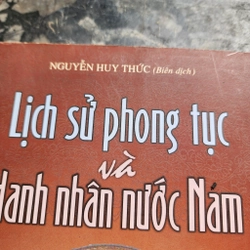 NGUYỄN HUY THỨC (Biên dịch)
Lịch sử phong tục
và
danh nhân nước Nam